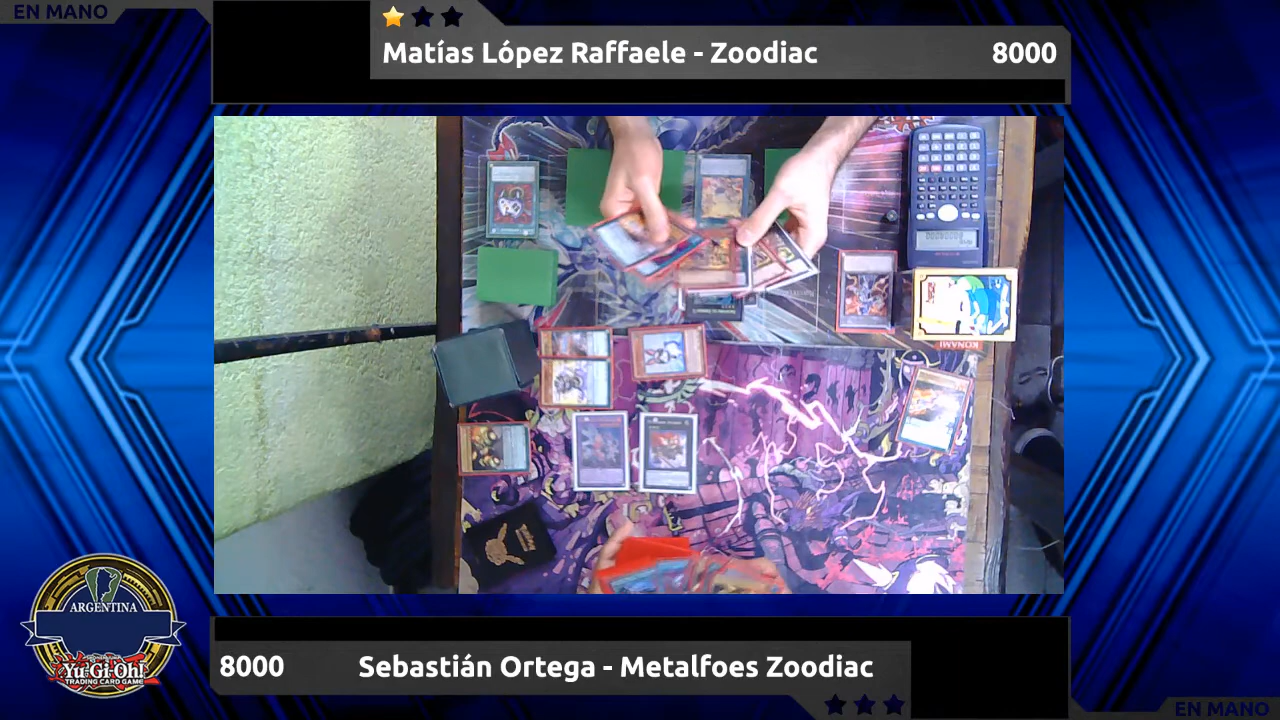 EN MANO
Matías López Raffaele - Zoodiac
8000
KONAMI
8000
Sebastián Ortega - Metalfoes Zoodiac
ARGENTINA
Yu-Gi-Oh!
TRADING CARD GAME
EN MANO